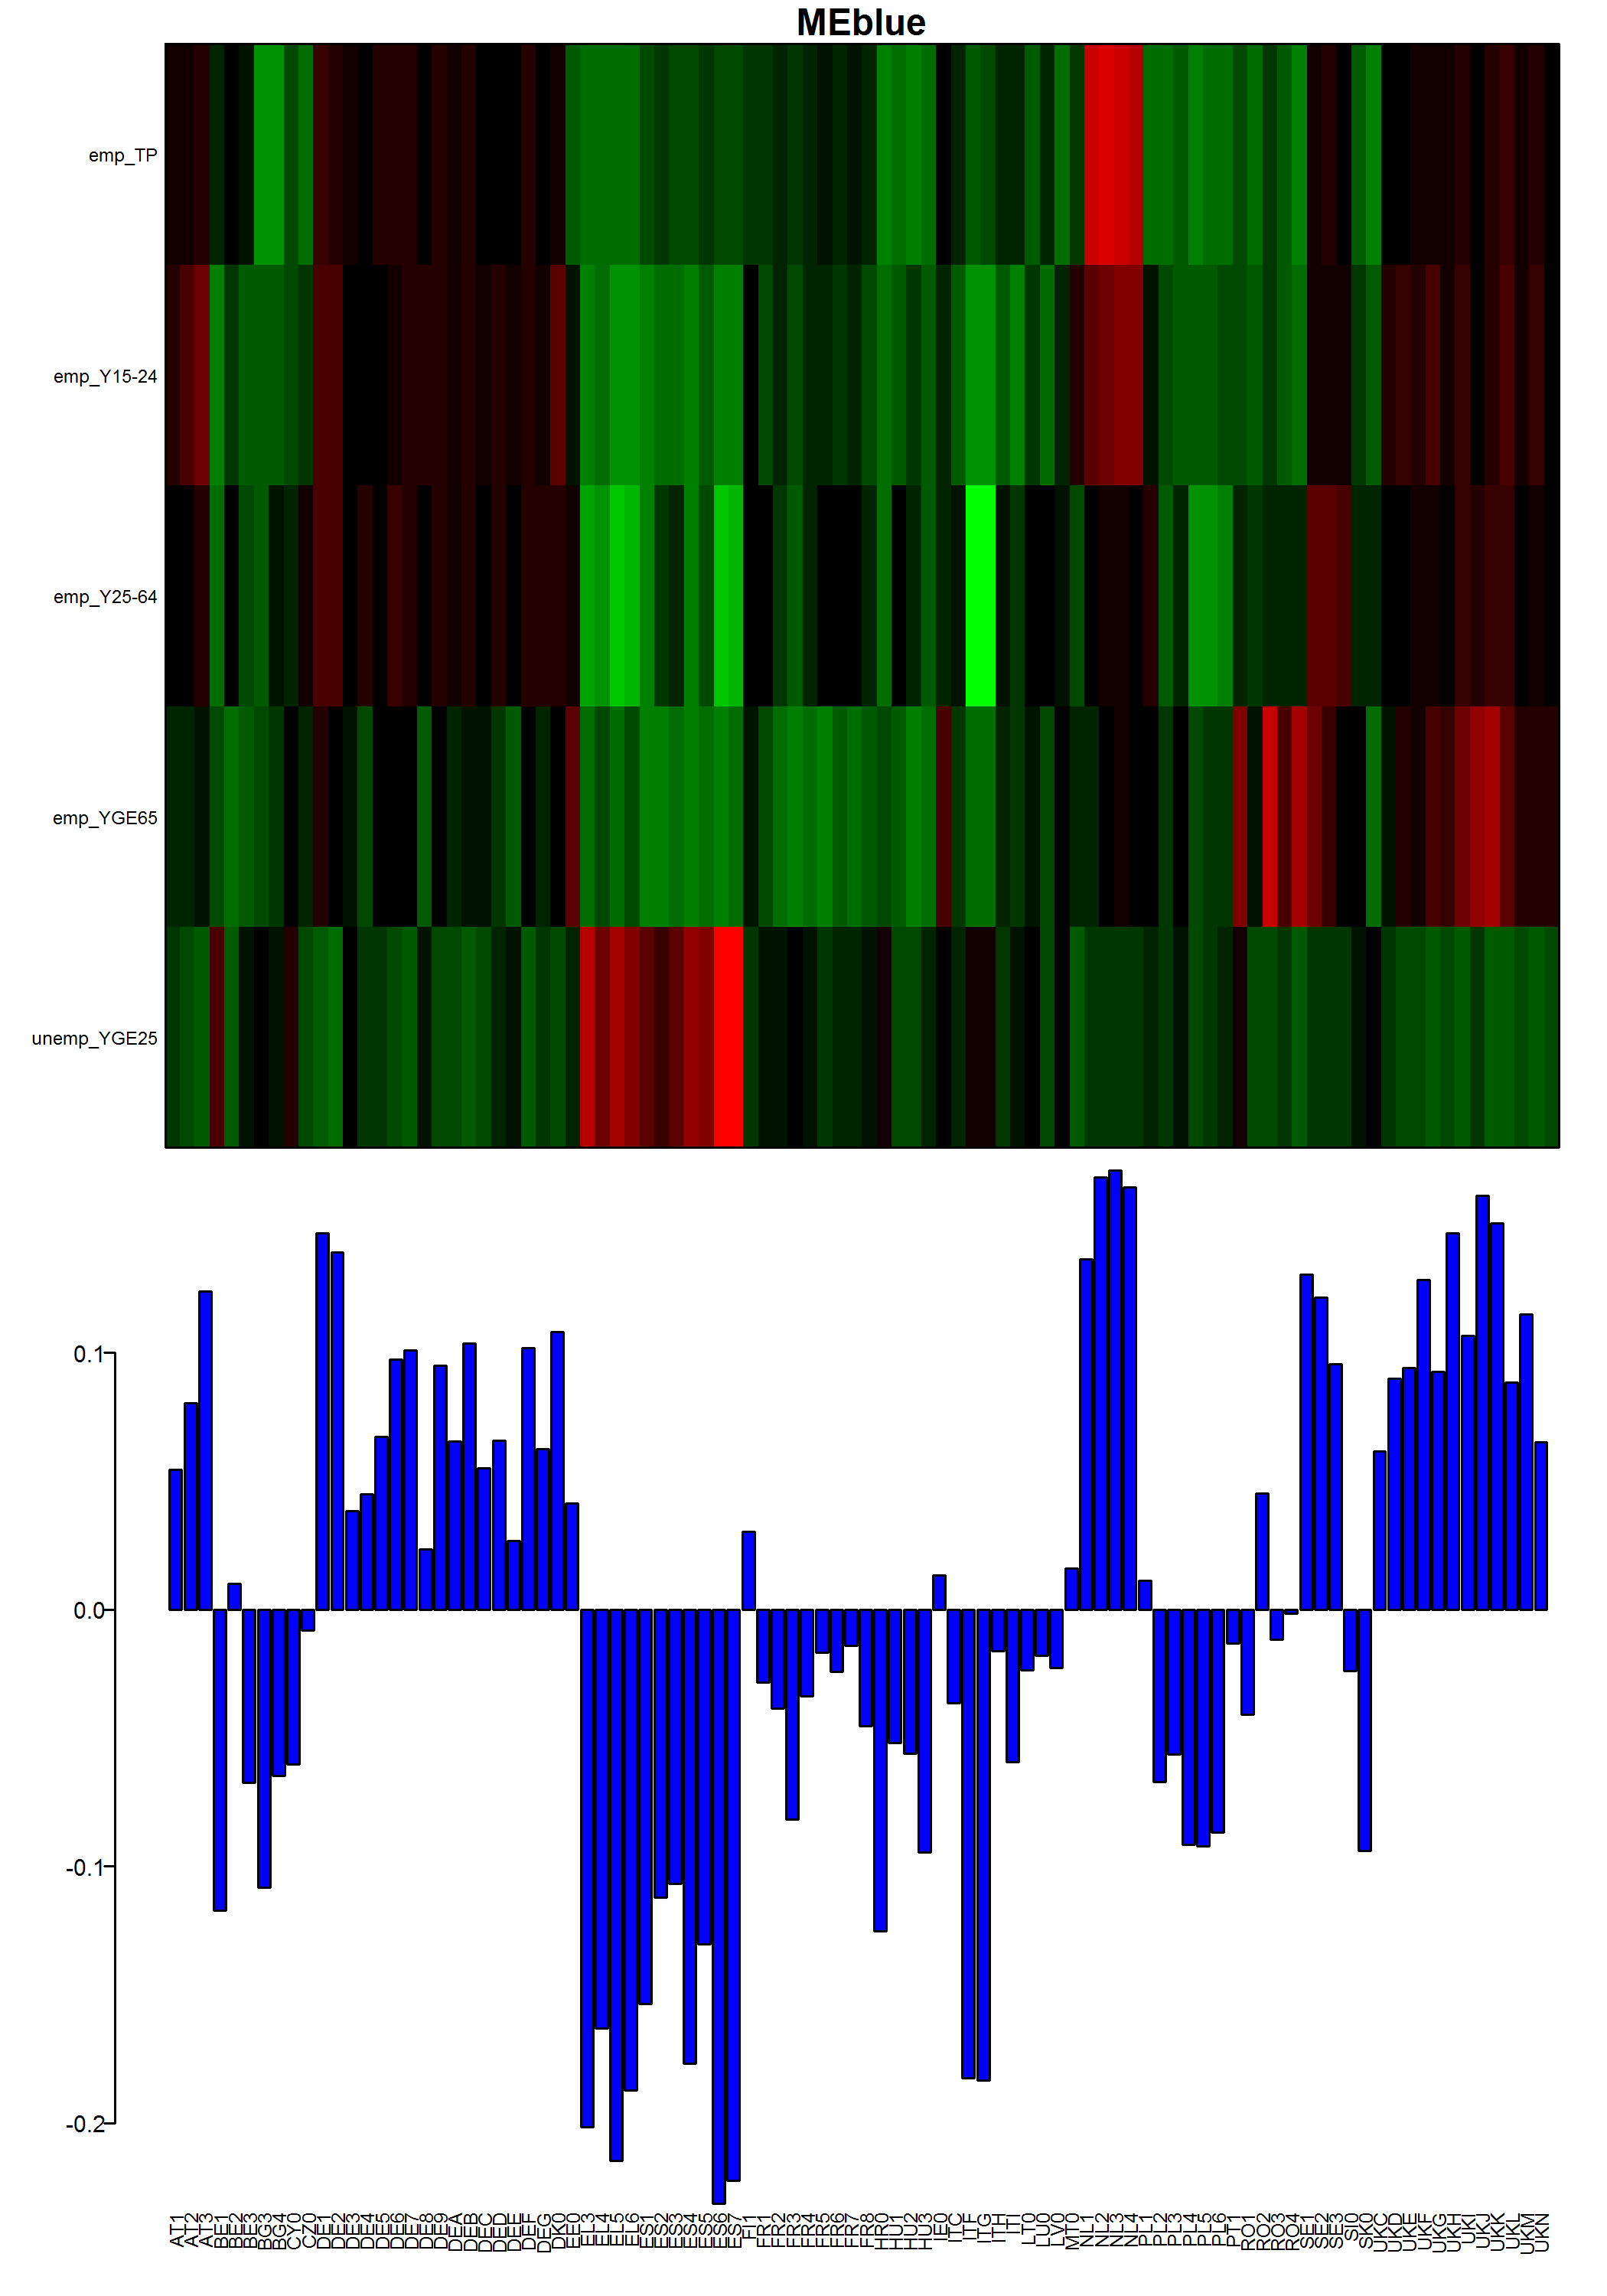 MEblue
emp_TP
emp_Y15-24
emp_Y25-64
emp_YGE65
unemp_YGE25
0.1
0.0
-0.1
-0.2
AT1
AT2
AT3
BE1
BE2
BE3
BG3
BG4
CY0
CZ0
DE1
DE2
DE3
DE4
DE5
DE6
DE7
DE8
DE9
DEA
DEB
DEC
DED
DEE
DEF
DEG
DK0
EE0
EL3
EL4
EL5
EL6
ES1
ES2
ES3
ES4
ES5
ES6
ES7
FI1
FR1
FR2
FR3
FR4
FR5
FR6
FR7
FR8
HR0
HU1
HU2
HU3
IE0
ITC
ITF
ITG
ITH
ITI
LT0
LU0
LV0
MT0
NL1
NL2
NL3
NL4
PL1
PL2
PL3
PL4
PL5
PL6
PT1
RO1
RO2
RO3
RO4
SE1
SE2
SE3
SI0
SK0
UKC
UKD
UKE
UKF
UKG
UKH
UKI
UKJ
UKK
UKL
UKM
UKN